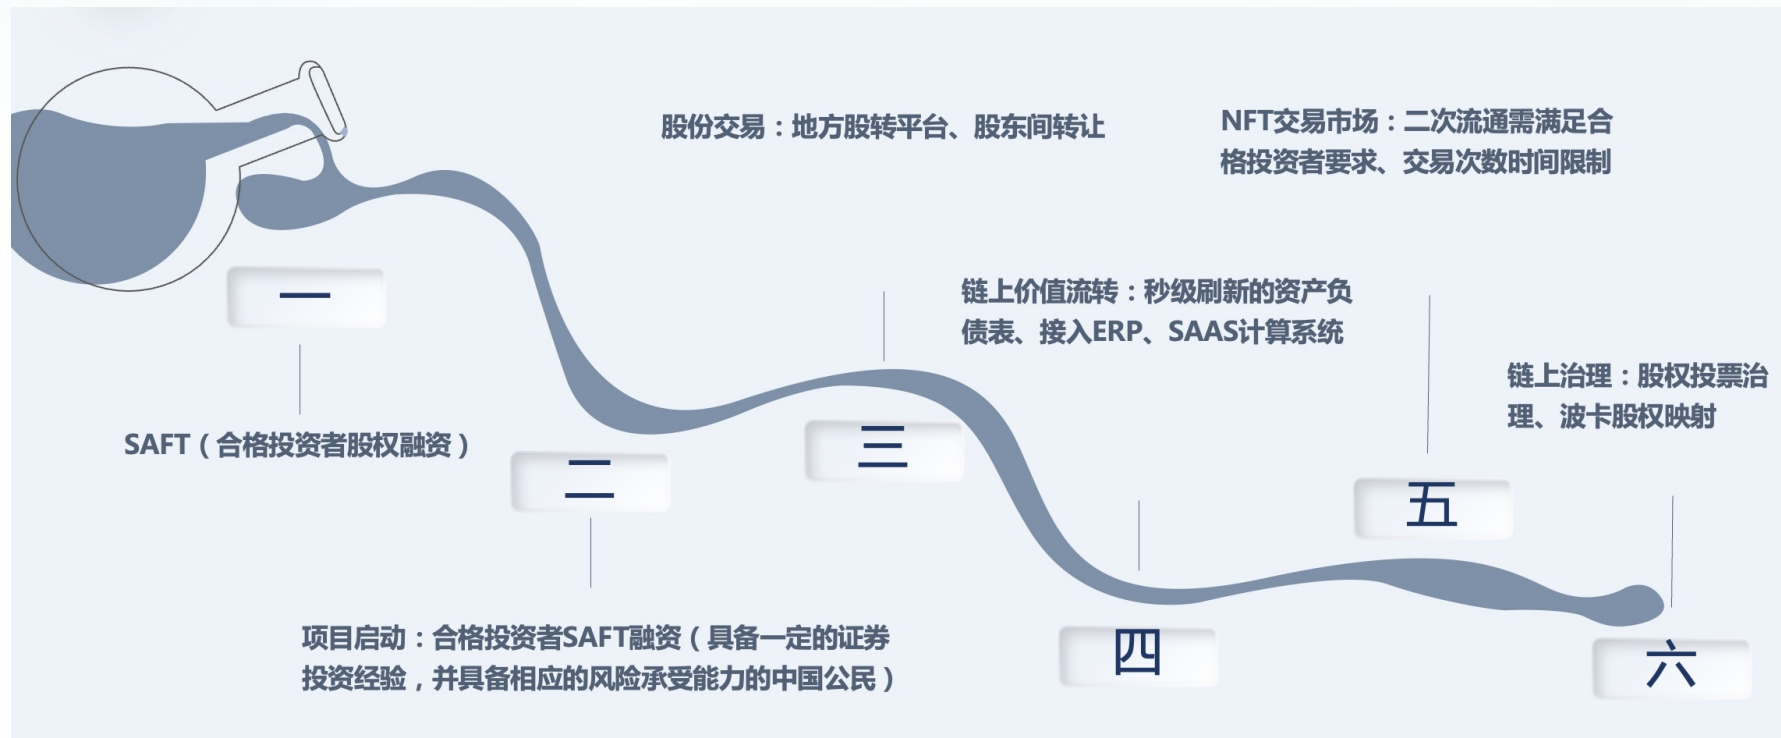 一
SAFT（合格投资者股权融资）
二
项目启动：合格投资者SAFT融资（具备一定的证券
投资经验，并具备相应的风险承受能力的中国公民）
股份交易：地方股转平台、股东间转让
三
链上价值流转：秒级刷新的资产负
债表、接入ERP、SAAS计算系统
四
NFT交易市场：二次流通需满足合
格投资者要求、交易次数时间限制
五
链上治理：股权投票治
理、波卡股权映射
六